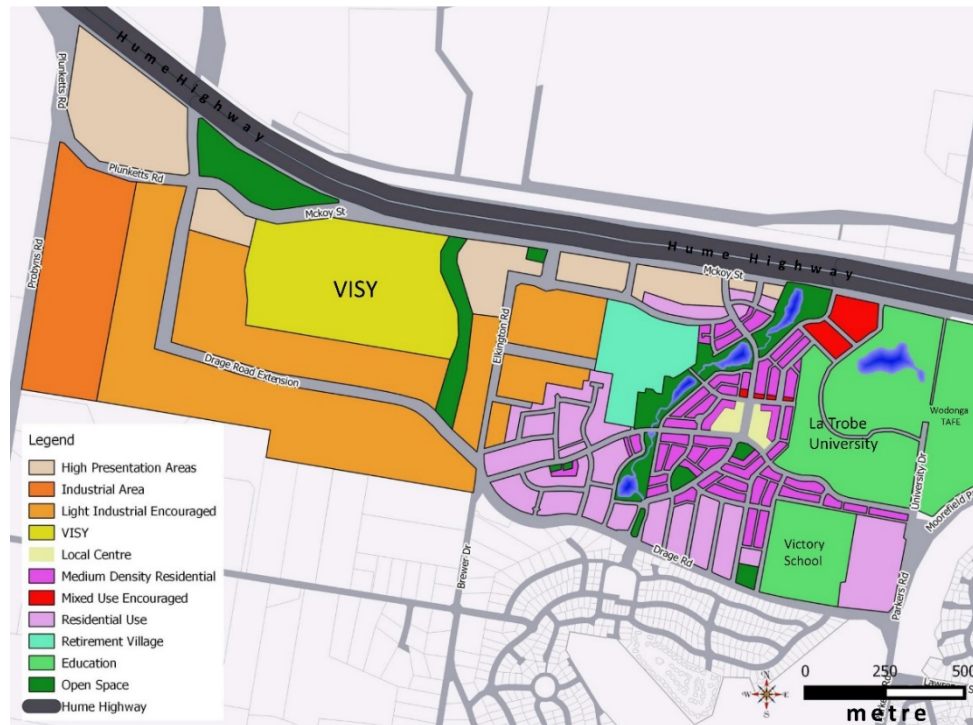 Hume Highway
Plunketts Rd
Plunketts Rd
Mckoy St
Probyns Rd
VISY
Hume Highway
Mckoy St
Elkington Rd
Drage Road Extension
Wodonga
TAFE
La Trobe
University
University Dr
Victory
School
Drage Rd
Brewer Dr
Parkers Rd
Legend
High Presentation Areas
Industrial Area
Light Industrial Encouraged
VISY
Local Centre
Medium Density Residential
Mixed Use Encouraged
Residential Use
Retirement Village
Education
Open Space
Hume Highway
N
W E
S
0 250 500
metre